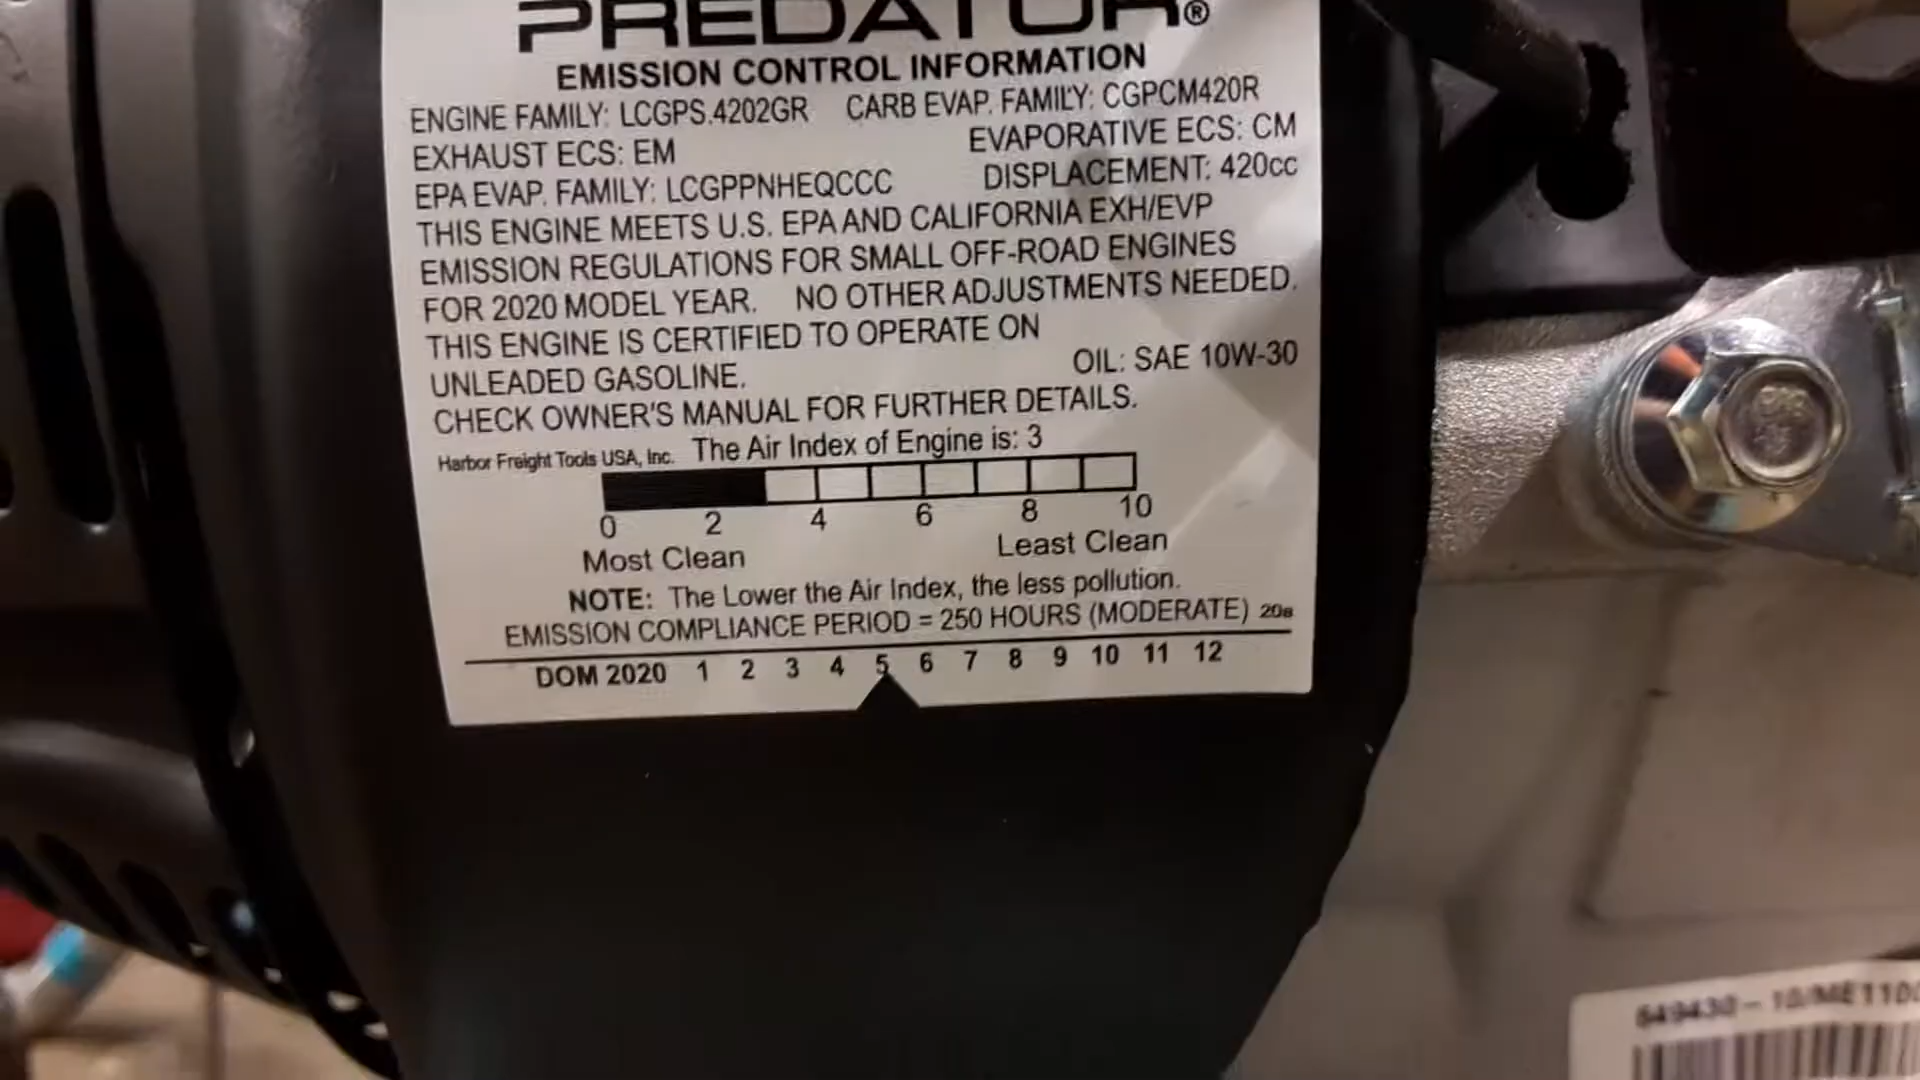 PREDATOR®
EMISSION CONTROL INFORMATION
ENGINE FAMILY: LCGPS.4202GR CARB EVAP. FAMILY: CGPCM420R
EXHAUST ECS: EM EVAPORATIVE ECS: CM
EPA EVAP. FAMILY: LCGPPNHEQCCC DISPLACEMENT: 420cc
THIS ENGINE MEETS U.S. EPA AND CALIFORNIA EXH/EVP
EMISSION REGULATIONS FOR SMALL OFF-ROAD ENGINES
FOR 2020 MODEL YEAR. NO OTHER ADJUSTMENTS NEEDED.
THIS ENGINE IS CERTIFIED TO OPERATE ON
UNLEADED GASOLINE. OIL: SAE 10W-30
CHECK OWNER'S MANUAL FOR FURTHER DETAILS.
Harbor Freight Tools USA, Inc. The Air Index of Engine is: 3
0 2 4 6 8 10
Most Clean Least Clean
NOTE: The Lower the Air Index, the less pollution.
EMISSION COMPLIANCE PERIOD = 250 HOURS (MODERATE)
DOM 2020 1 2 3 4 5 6 7 8 9 10 11 12